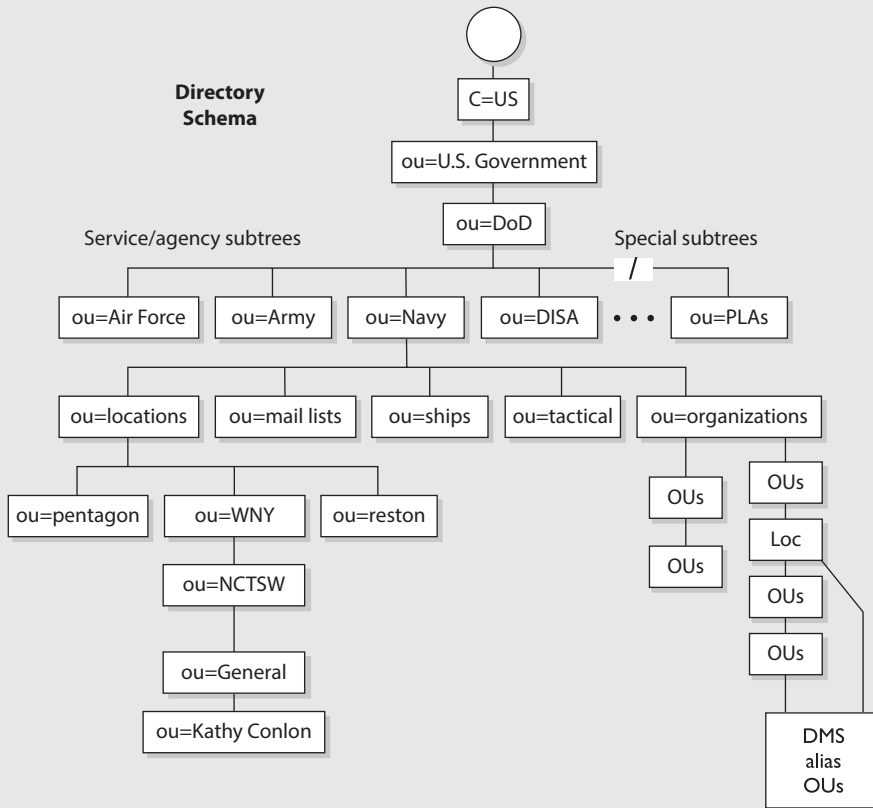 Directory
Schema
C=US
ou=U.S. Government
ou=DoD
Service/agency subtrees
Special subtrees
/
ou=Air Force
ou=Army
ou=Navy
ou=DISA
• • •
ou=PLAs
ou=locations
ou=mail lists
ou=ships
ou=tactical
ou=organizations
ou=pentagon
ou=WNY
ou=reston
OUs
OUs
ou=NCTSW
OUs
Loc
OUs
ou=General
OUs
ou=Kathy Conlon
DMS
alias
OUs